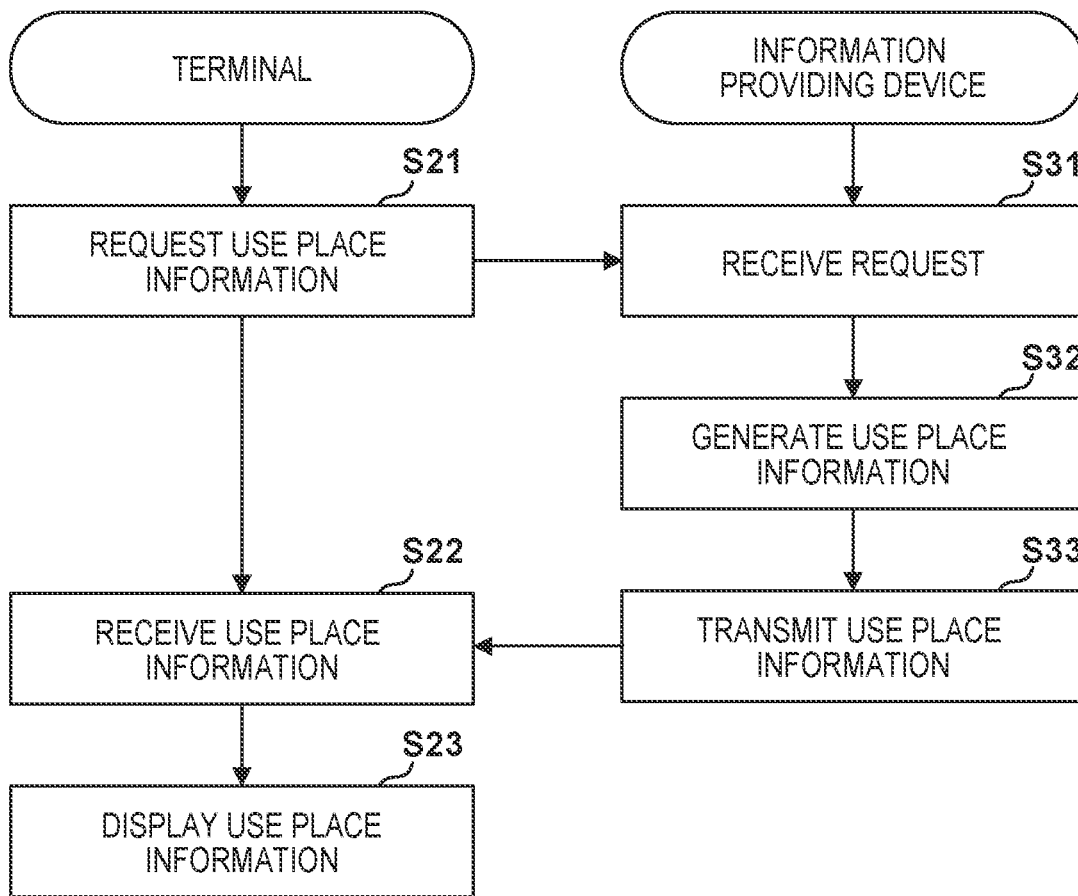 TERMINAL
INFORMATION
PROVIDING DEVICE
S21
S31
REQUEST USE PLACE
INFORMATION
RECEIVE REQUEST
S32
GENERATE USE PLACE
INFORMATION
S22
S33
RECEIVE USE PLACE
INFORMATION
TRANSMIT USE PLACE
INFORMATION
S23
DISPLAY USE PLACE
INFORMATION